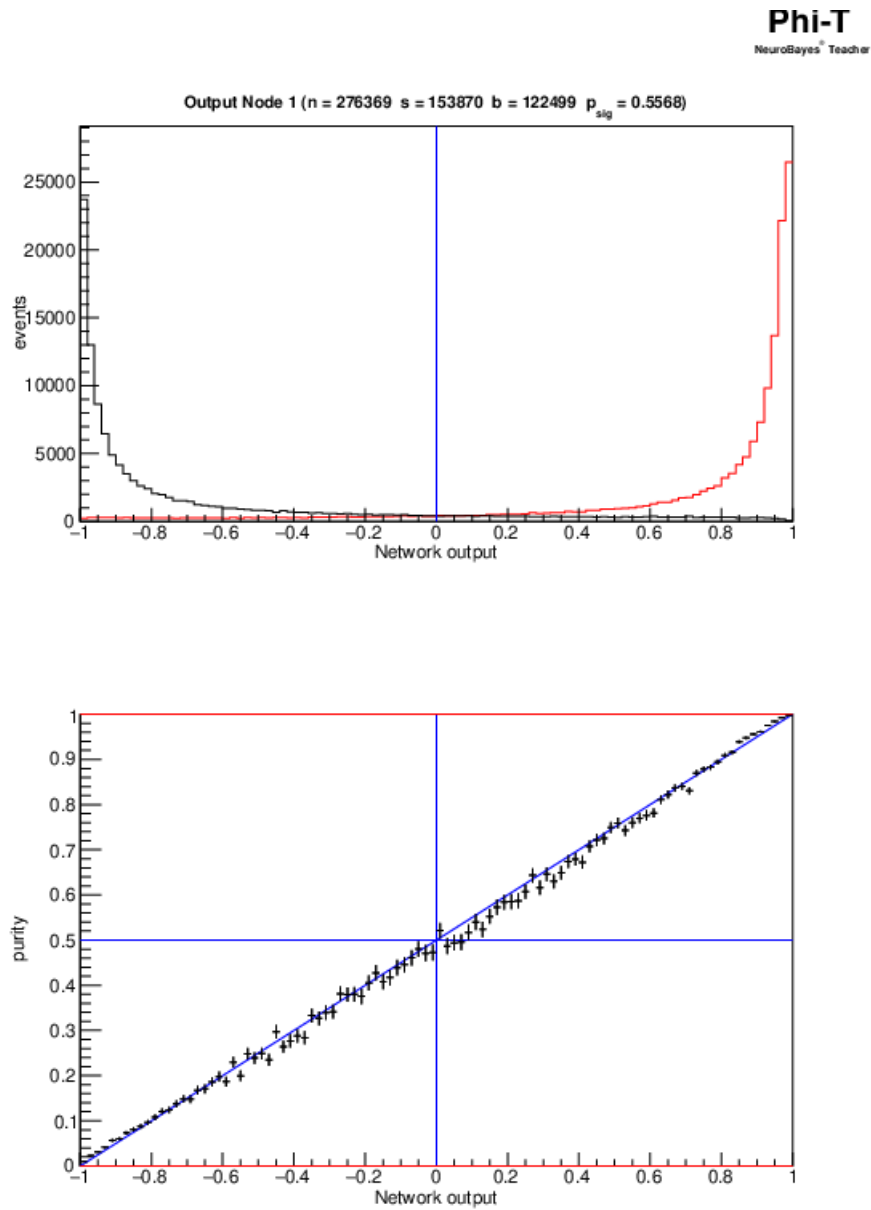 Phi-T
NeuroBayes® Teacher
Output Node 1 (n = 276369 s = 153870 b = 122499 psig = 0.5568)
25000
20000
15000
10000
5000
0
events
−1 −0.8 −0.6 −0.4 −0.2 0 0.2 0.4 0.6 0.8 1
Network output
1
0.9
0.8
0.7
0.6
0.5
0.4
0.3
0.2
0.1
0
purity
−1 −0.8 −0.6 −0.4 −0.2 0 0.2 0.4 0.6 0.8 1
Network output